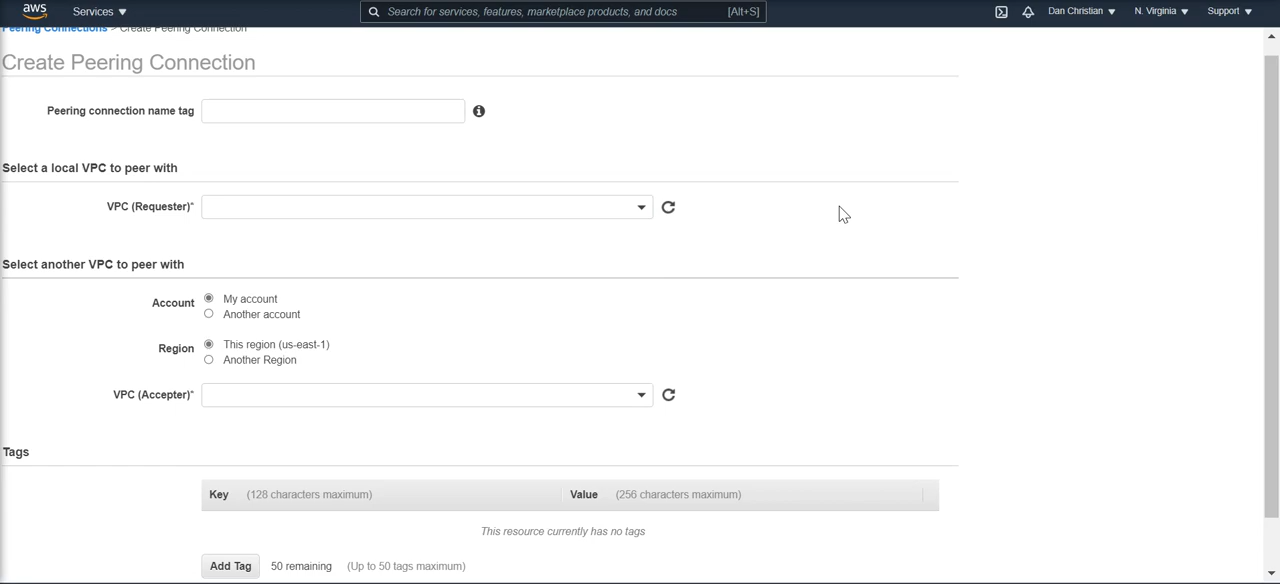 aws Services Search for services, features, marketplace products, and docs [Alt+S] Dan Christian N. Virginia Support
Peering Connections > Create Peering Connection
Create Peering Connection
Peering connection name tag
Select a local VPC to peer with
VPC (Requester)*
Select another VPC to peer with
Account My account
Another account
Region This region (us-east-1)
Another Region
VPC (Accepter)*
Tags
Key (128 characters maximum) Value (256 characters maximum)
This resource currently has no tags
Add Tag 50 remaining (Up to 50 tags maximum)